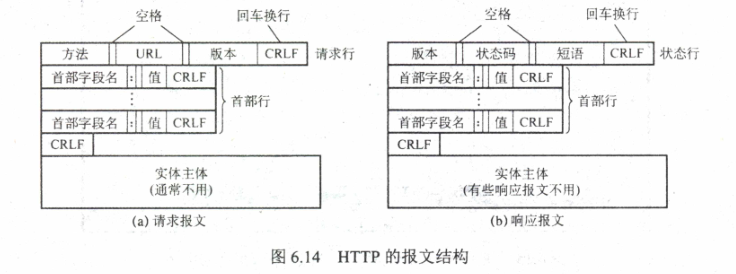 空格 回车换行
方法 URL 版本 CRLF 请求行
首部字段名 : 值 CRLF
⋮ 首部行
首部字段名 : 值 CRLF
CRLF
实体主体
(通常不用)
(a) 请求报文
空格 回车换行
版本 状态码 短语 CRLF 状态行
首部字段名 : 值 CRLF
⋮ 首部行
首部字段名 : 值 CRLF
CRLF
实体主体
(有些响应报文不用)
(b) 响应报文
图 6.14 HTTP 的报文结构